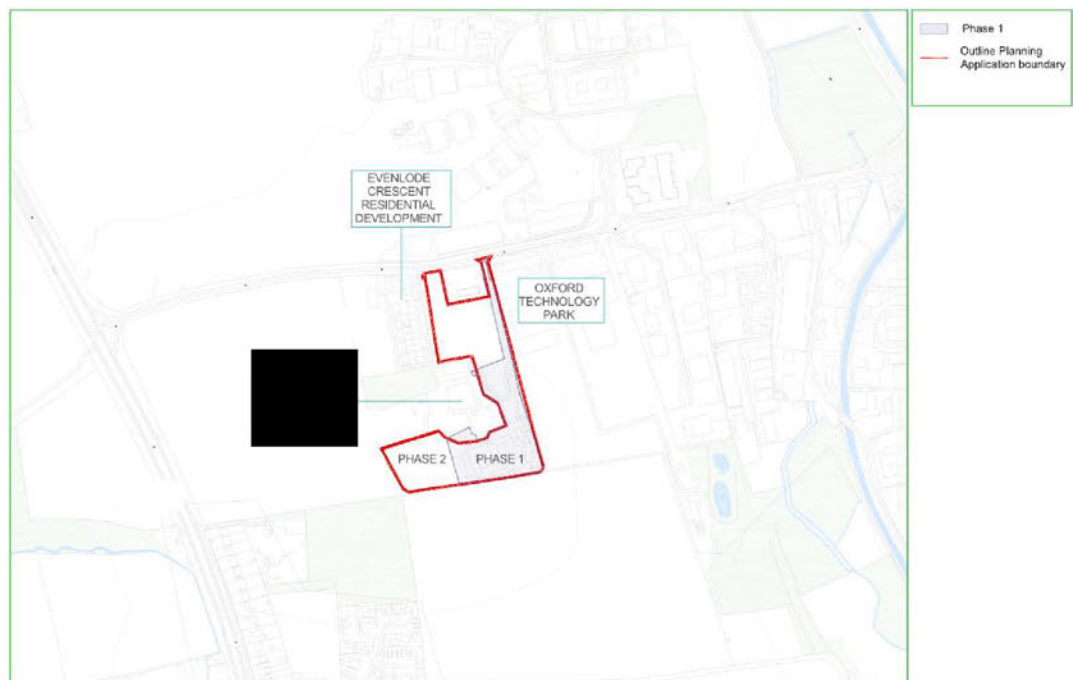 Phase 1
Outline Planning
Application boundary
EVENLODE
CRESCENT
RESIDENTIAL
DEVELOPMENT
OXFORD
TECHNOLOGY
PARK
PHASE 2
PHASE 1